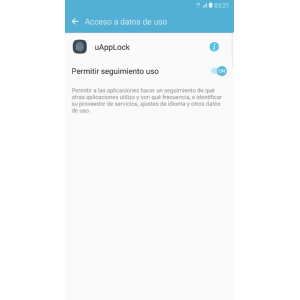 03:21
Acceso a datos de uso
uAppLock
Permitir seguimiento uso
ON
Permite a las aplicaciones hacer un seguimiento de qué
otras aplicaciones utiliza y con qué frecuencia, e identificar
su proveedor de servicios, ajustes de idioma y otros datos
de uso.